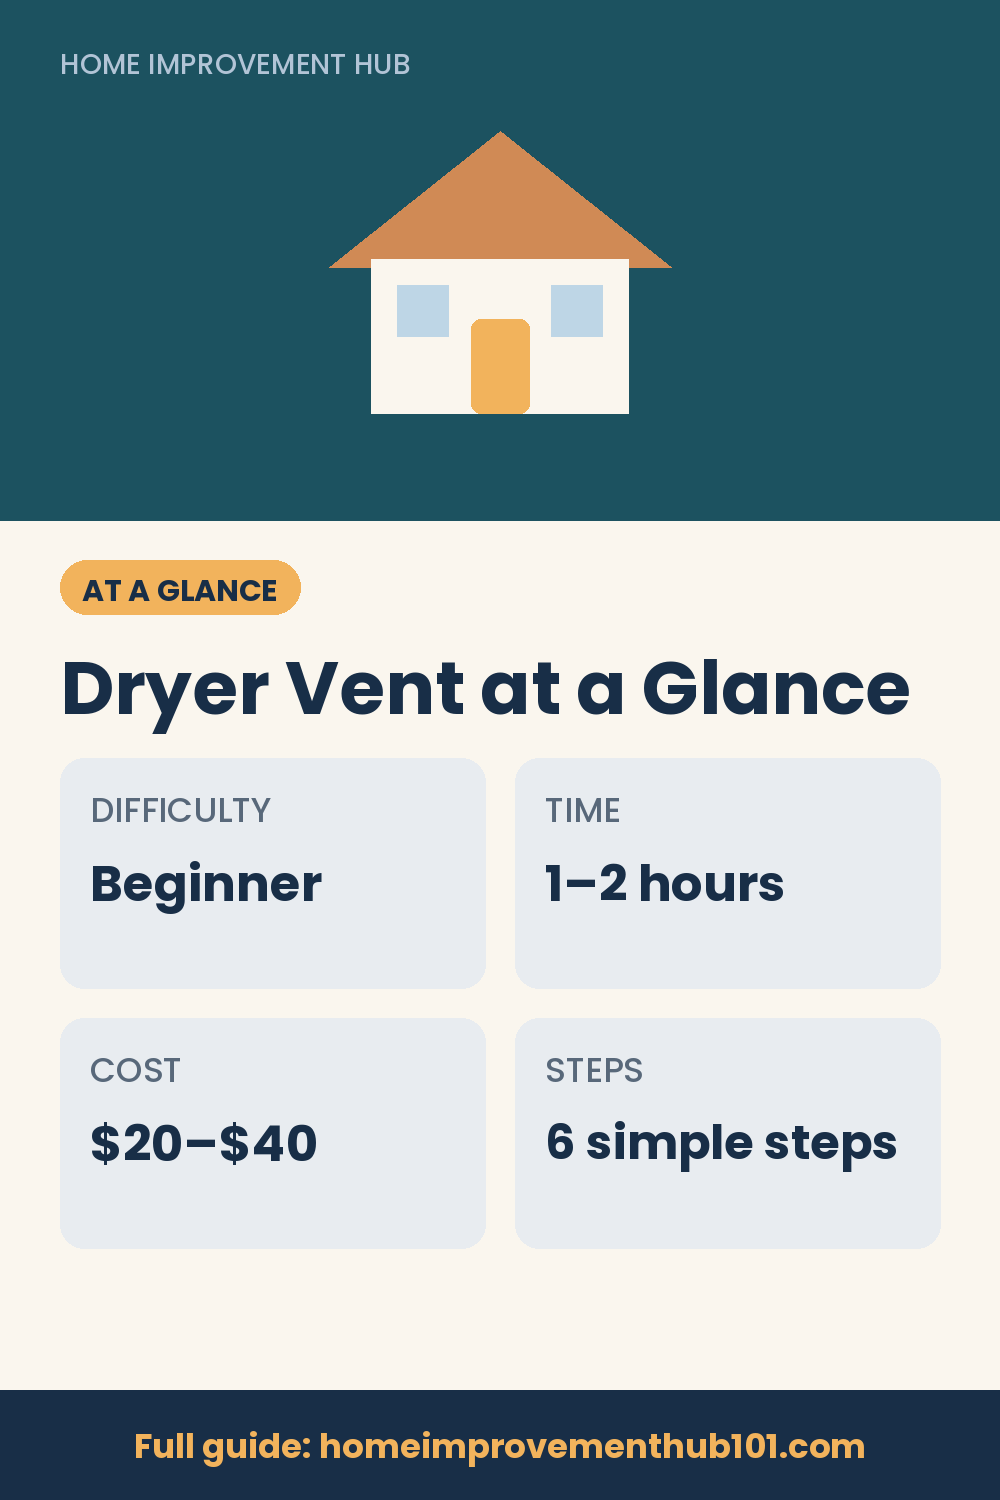 HOME IMPROVEMENT HUB
AT A GLANCE
Dryer Vent at a Glance
DIFFICULTY
Beginner
TIME
1–2 hours
COST
$20–$40
STEPS
6 simple steps
Full guide: homeimprovementhub101.com